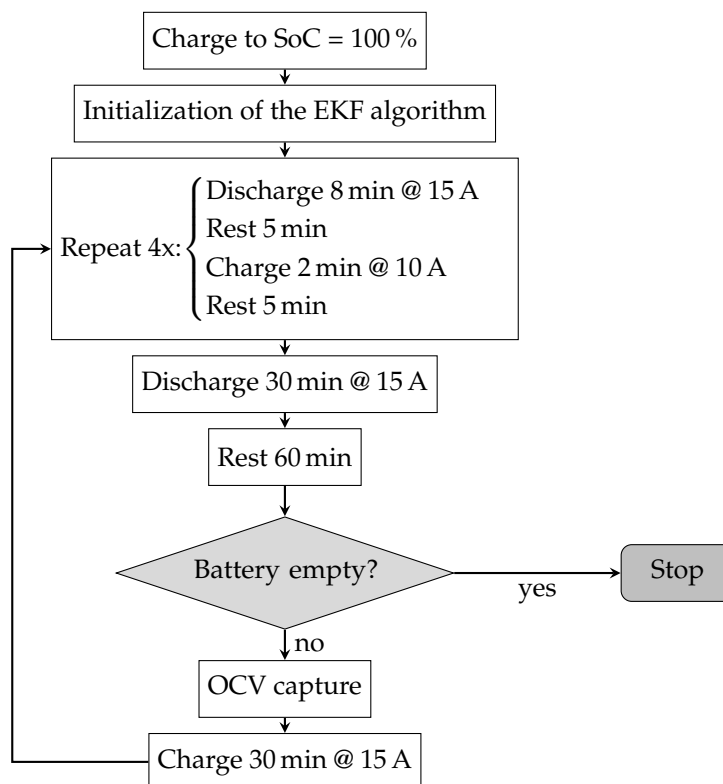 Charge to SoC = 100 %
Initialization of the EKF algorithm
Repeat 4x:
Discharge 8 min @ 15 A
Rest 5 min
Charge 2 min @ 10 A
Rest 5 min
Discharge 30 min @ 15 A
Rest 60 min
Battery empty?
yes
Stop
no
OCV capture
Charge 30 min @ 15 A